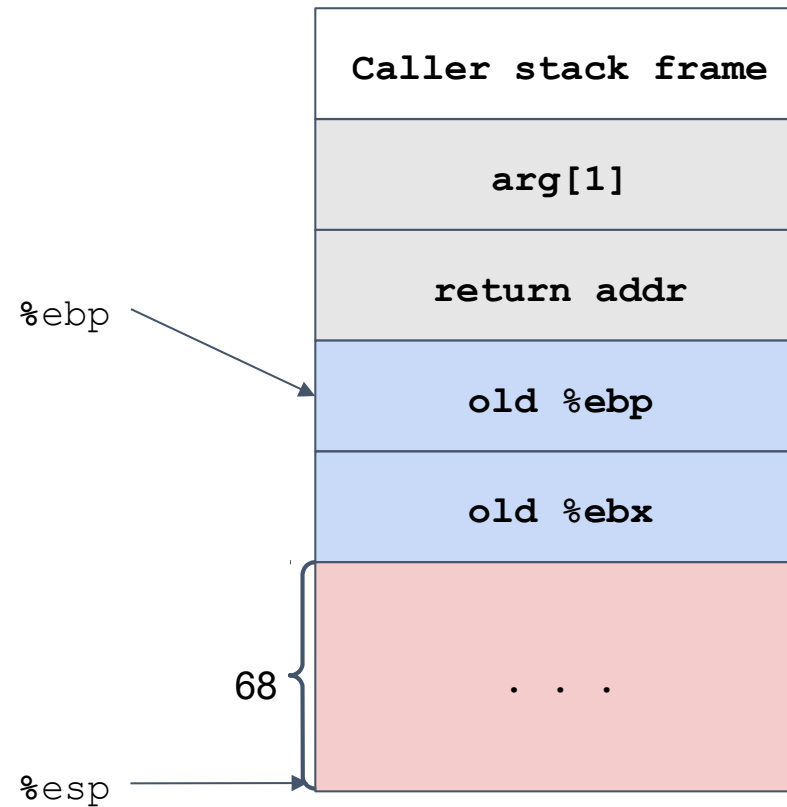 Caller stack frame
arg[1]
return addr
%ebp
old %ebp
old %ebx
68
. . .
%esp